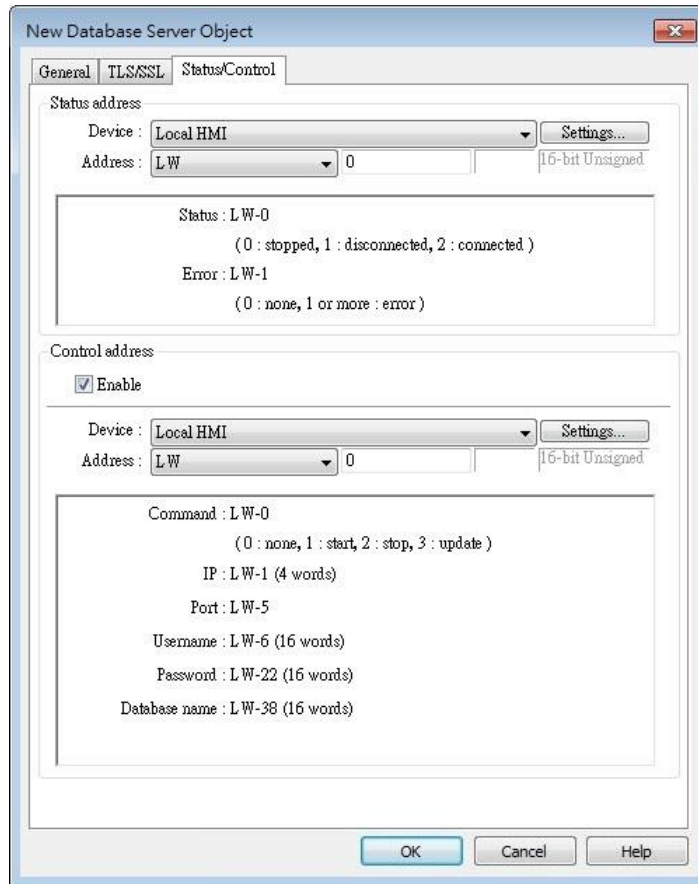 New Database Server Object
General TLS/SSL Status/Control
Status address
Device : Local HMI Settings...
Address : LW 0 16-bit Unsigned
Status : LW-0
( 0 : stopped, 1 : disconnected, 2 : connected )
Error : LW-1
( 0 : none, 1 or more : error )
Control address
Enable
Device : Local HMI Settings...
Address : LW 0 16-bit Unsigned
Command : LW-0
( 0 : none, 1 : start, 2 : stop, 3 : update )
IP : LW-1 (4 words)
Port : LW-5
Username : LW-6 (16 words)
Password : LW-22 (16 words)
Database name : LW-38 (16 words)
OK Cancel Help